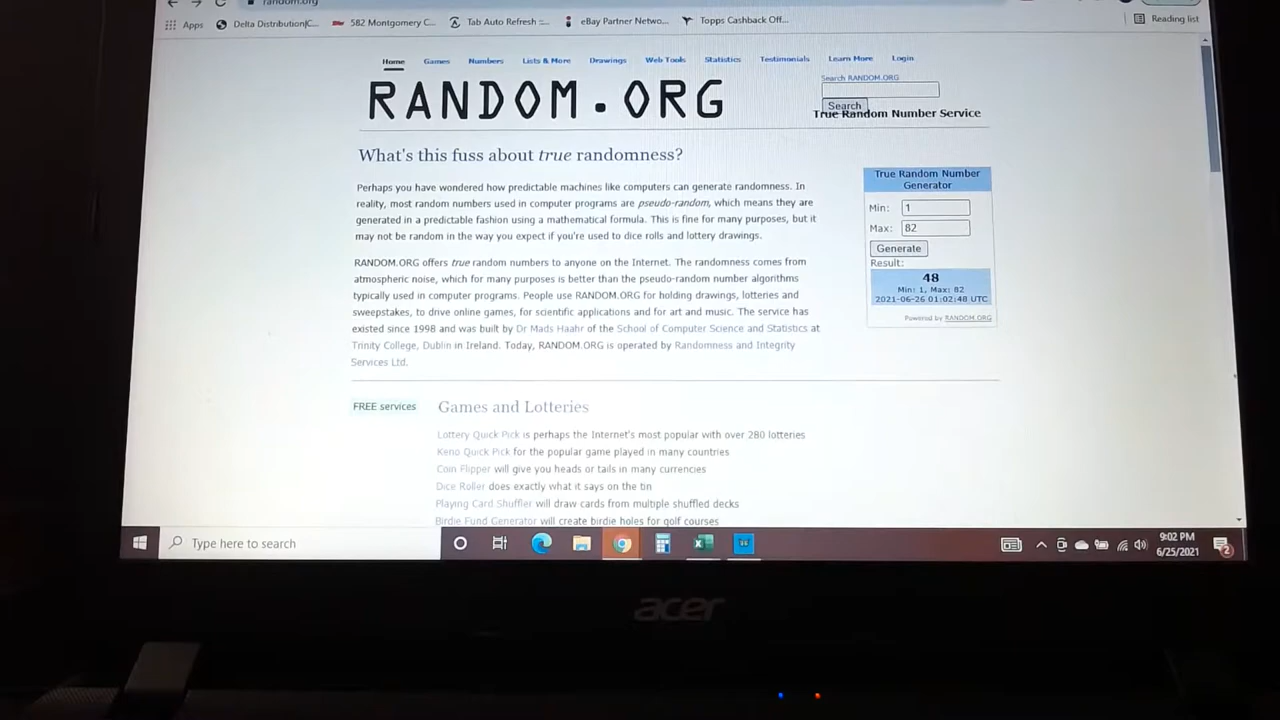 random.org
Apps Delta Distribution|C... 582 Montgomery C... Tab Auto Refresh :... eBay Partner Netwo... Topps Cashback Off... Reading list
Home Games Numbers Lists & More Drawings Web Tools Statistics Testimonials Learn More Login
Search RANDOM.ORG
RANDOM.ORG
Search
True Random Number Service
What's this fuss about true randomness?
Perhaps you have wondered how predictable machines like computers can generate randomness. In
reality, most random numbers used in computer programs are pseudo-random, which means they are
generated in a predictable fashion using a mathematical formula. This is fine for many purposes, but it
may not be random in the way you expect if you're used to dice rolls and lottery drawings.
RANDOM.ORG offers true random numbers to anyone on the Internet. The randomness comes from
atmospheric noise, which for many purposes is better than the pseudo-random number algorithms
typically used in computer programs. People use RANDOM.ORG for holding drawings, lotteries and
sweepstakes, to drive online games, for scientific applications and for art and music. The service has
existed since 1998 and was built by Dr Mads Haahr of the School of Computer Science and Statistics at
Trinity College, Dublin in Ireland. Today, RANDOM.ORG is operated by Randomness and Integrity
Services Ltd.
True Random Number
Generator
Min: 1
Max: 82
Generate
Result:
48
Min: 1, Max: 82
2021-06-26 01:02:48 UTC
Powered by RANDOM.ORG
FREE services
Games and Lotteries
Lottery Quick Pick is perhaps the Internet's most popular with over 280 lotteries
Keno Quick Pick for the popular game played in many countries
Coin Flipper will give you heads or tails in many currencies
Dice Roller does exactly what it says on the tin
Playing Card Shuffler will draw cards from multiple shuffled decks
Birdie Fund Generator will create birdie holes for golf courses
Type here to search
9:02 PM
6/25/2021
2
acer